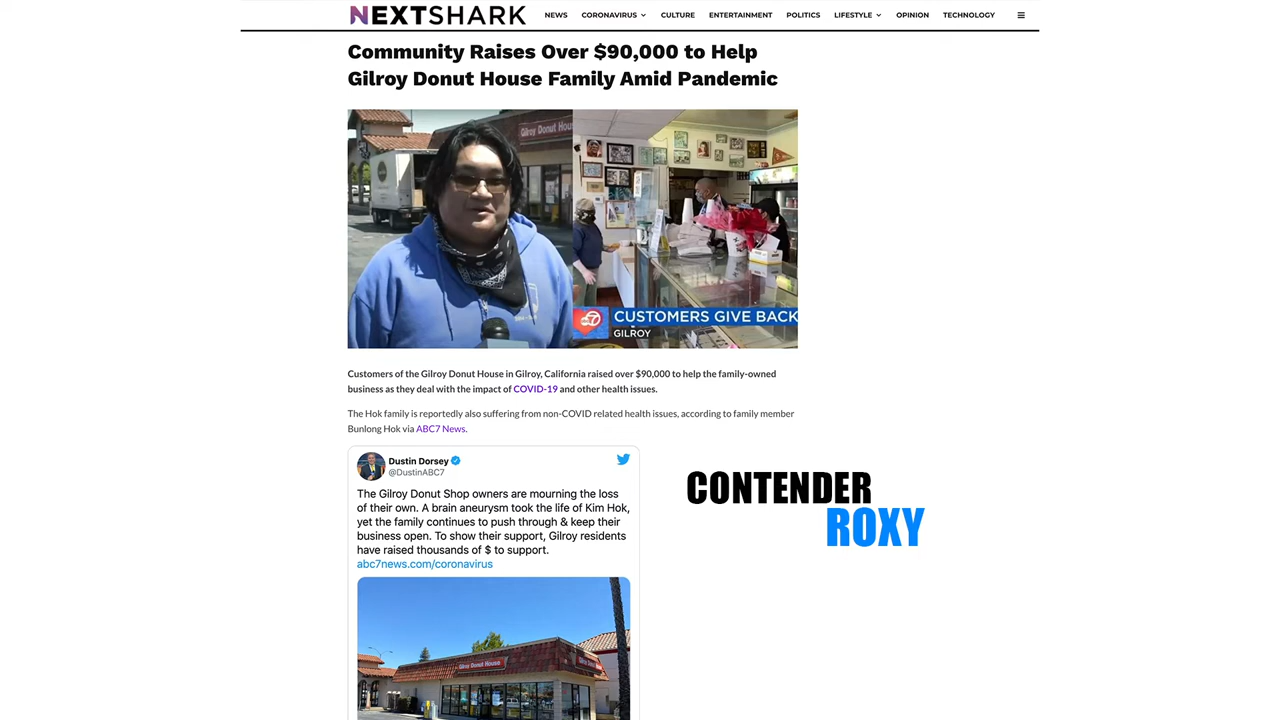 NEXTSHARK
NEWS CORONAVIRUS CULTURE ENTERTAINMENT POLITICS LIFESTYLE OPINION TECHNOLOGY
Community Raises Over $90,000 to Help
Gilroy Donut House Family Amid Pandemic
Gilroy Donut Hou
7
CUSTOMERS GIVE BACK
GILROY
Customers of the Gilroy Donut House in Gilroy, California raised over $90,000 to help the family-owned
business as they deal with the impact of COVID-19 and other health issues.
The Hok family is reportedly also suffering from non-COVID related health issues, according to family member
Bunlong Hok via ABC7 News.
Dustin Dorsey
@DustinABC7
The Gilroy Donut Shop owners are mourning the loss
of their own. A brain aneurysm took the life of Kim Hok,
yet the family continues to push through & keep their
business open. To show their support, Gilroy residents
have raised thousands of $ to support.
abc7news.com/coronavirus
CONTENDER
ROXY
Gilroy Donut House